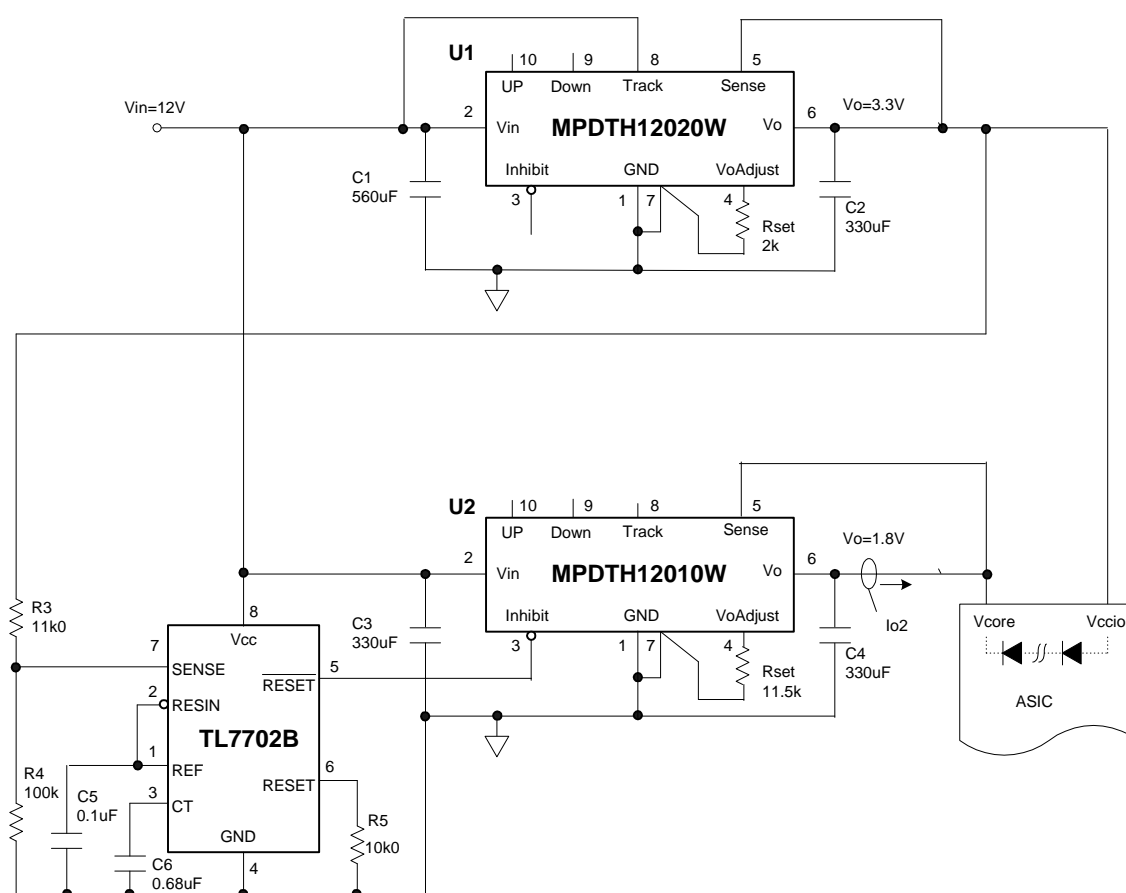 U1
10
9
8
5
UP
Down
Track
Sense
Vin=12V
2
Vin
MPDTH12020W
Vo
6
Vo=3.3V
Inhibit
GND
VoAdjust
C1
560uF
3
1
7
4
Rset
2k
C2
330uF
U2
10
9
8
5
UP
Down
Track
Sense
2
Vin
MPDTH12010W
Vo
6
Vo=1.8V
Inhibit
GND
VoAdjust
Io2
R3
11k0
8
Vcc
C3
330uF
3
1
7
4
Rset
11.5k
C4
330uF
Vcore
Vccio
ASIC
7
SENSE
5
RESET
2
RESIN
TL7702B
1
REF
6
RESET
R4
100k
C5
0.1uF
3
CT
R5
10k0
GND
4
C6
0.68uF